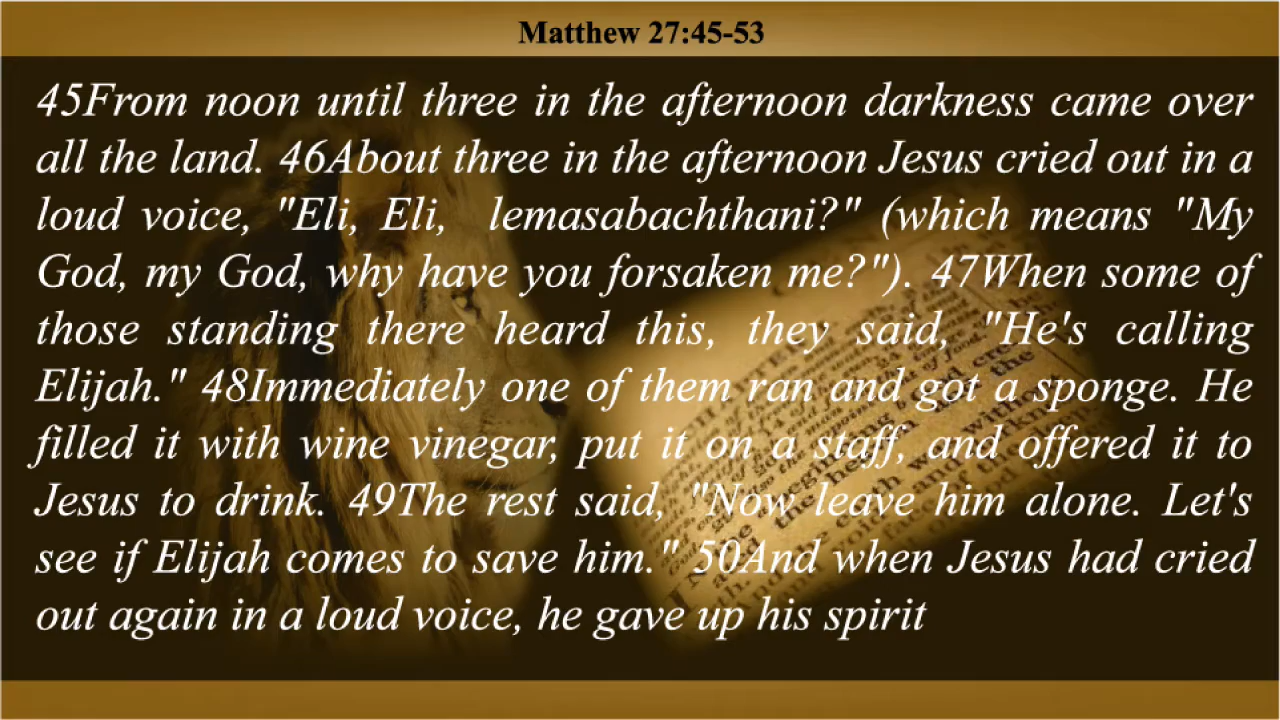 Matthew 27:45-53
45From noon until three in the afternoon darkness came over
all the land. 46About three in the afternoon Jesus cried out in a
loud voice, "Eli, Eli,  lemasabachthani?" (which means "My
God, my God, why have you forsaken me?"). 47When some of
those standing there heard this, they said, "He's calling
Elijah." 48Immediately one of them ran and got a sponge. He
filled it with wine vinegar, put it on a staff, and offered it to
Jesus to drink. 49The rest said, "Now leave him alone. Let's
see if Elijah comes to save him." 50And when Jesus had cried
out again in a loud voice, he gave up his spirit